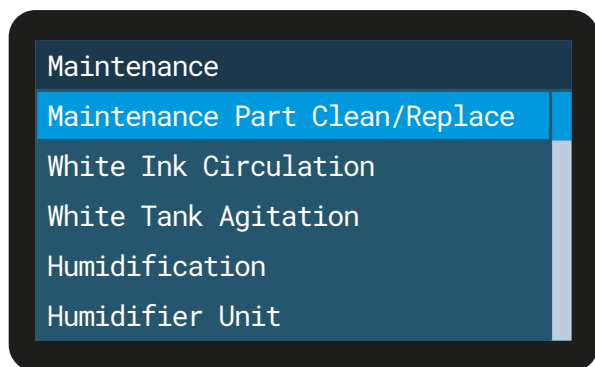 Maintenance
Maintenance Part Clean/Replace
White Ink Circulation
White Tank Agitation
Humidification
Humidifier Unit